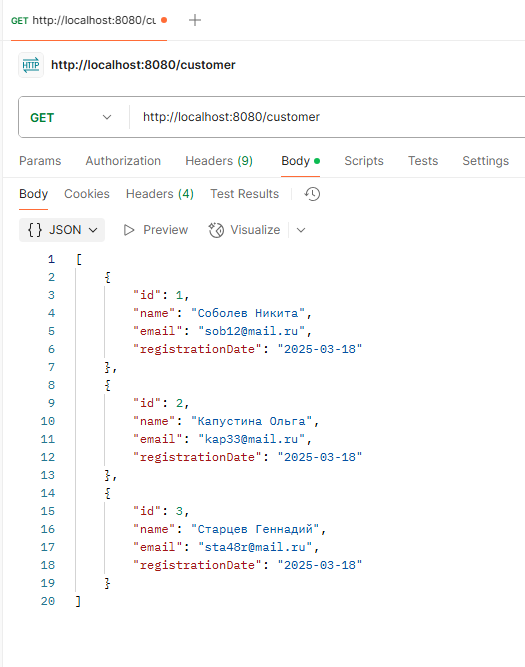 GET http://localhost:8080/cu
HTTP http://localhost:8080/customer
GET http://localhost:8080/customer
Params Authorization Headers (9) Body Scripts Tests Settings
Body Cookies Headers (4) Test Results
{} JSON Preview Visualize
1 [
2 {
3 "id": 1,
4 "name": "Соболев Никита",
5 "email": "sob12@mail.ru",
6 "registrationDate": "2025-03-18"
7 },
8 {
9 "id": 2,
10 "name": "Капустина Ольга",
11 "email": "kap33@mail.ru",
12 "registrationDate": "2025-03-18"
13 },
14 {
15 "id": 3,
16 "name": "Старцев Геннадий",
17 "email": "sta48r@mail.ru",
18 "registrationDate": "2025-03-18"
19 }
20 ]